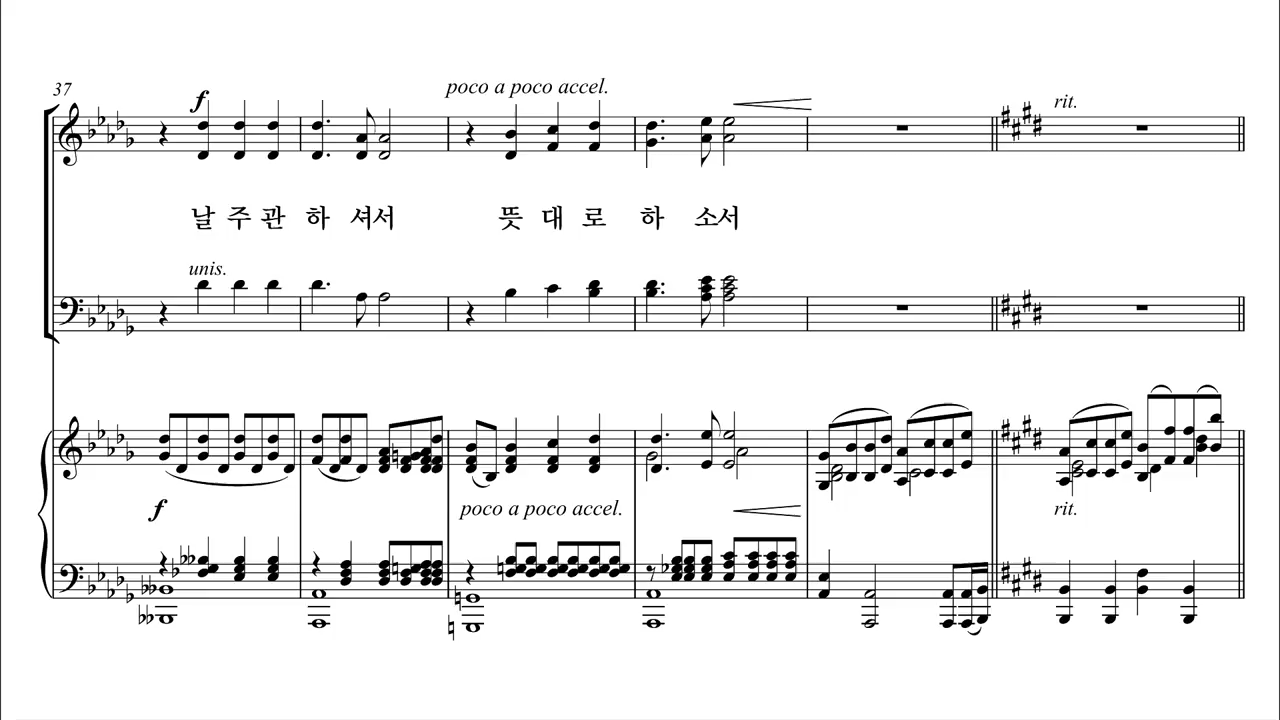 37
f
poco a poco accel.
rit.
날 주 관 하 셔서 뜻 대 로 하 소서
unis.
f
poco a poco accel.
rit.